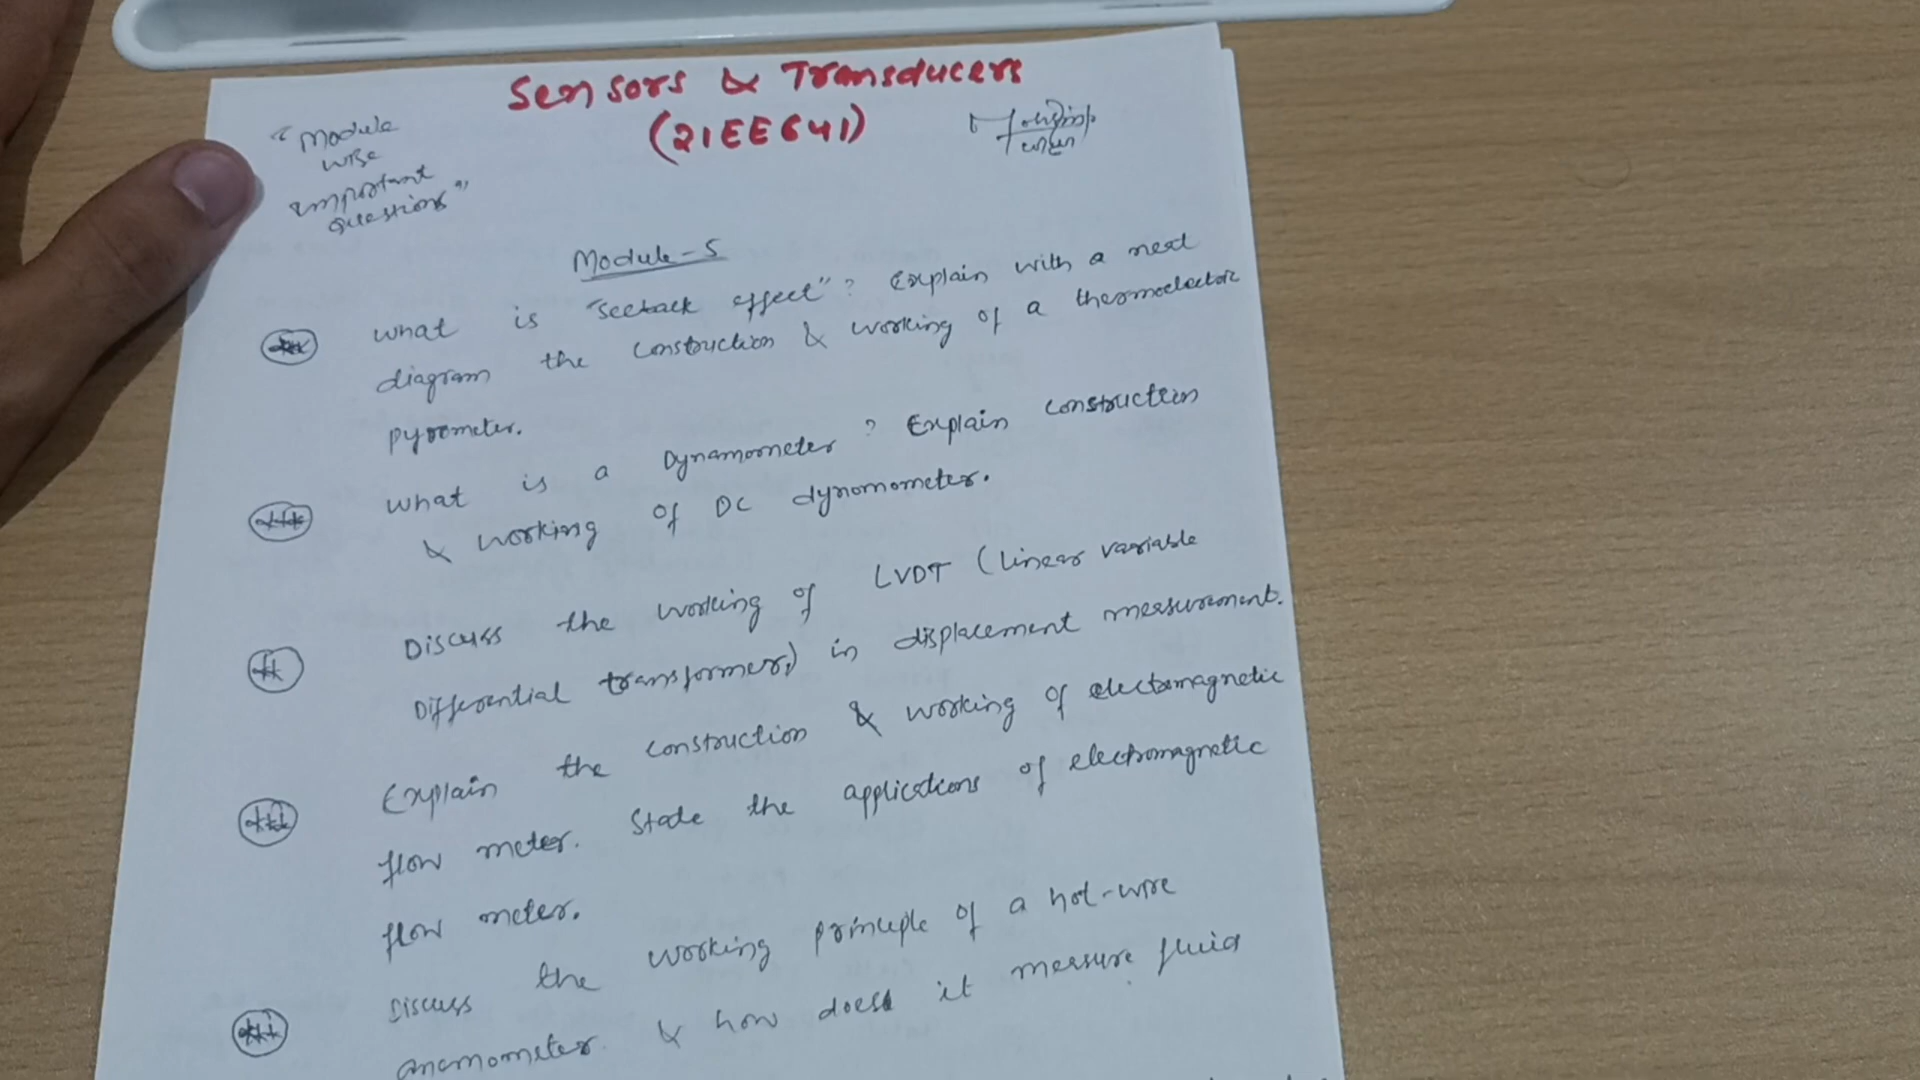 Sensors & Transducers
(21EE641)
"Module
wise
important
Questions"
Module-5
What is "Seeback effect"? Explain with a neat
diagram the construction & working of a thermoelectric
pyrometer.
What is a Dynamometer? Explain construction
& working of DC dynomometer.
Discuss the working of LVDT (linear variable
Differential transformer) in displacement measurement.
Explain the construction & working of electromagnetic
flow meter. State the applications of electromagnetic
flow meter.
Discuss the working principle of a hot-wire
anemometer & how does it measure fluid